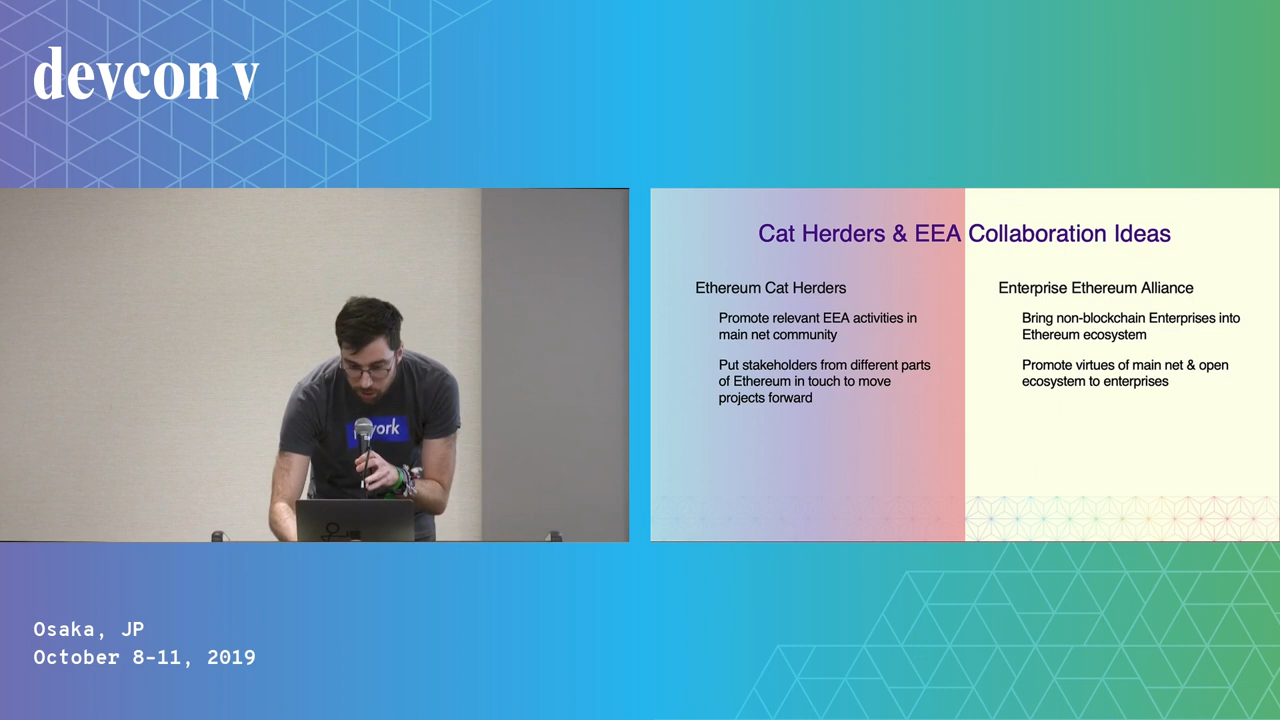 devcon v
Cat Herders & EEA Collaboration Ideas
Ethereum Cat Herders
Promote relevant EEA activities in
main net community
Put stakeholders from different parts
of Ethereum in touch to move
projects forward
Enterprise Ethereum Alliance
Bring non-blockchain Enterprises into
Ethereum ecosystem
Promote virtues of main net & open
ecosystem to enterprises
Osaka, JP
October 8-11, 2019